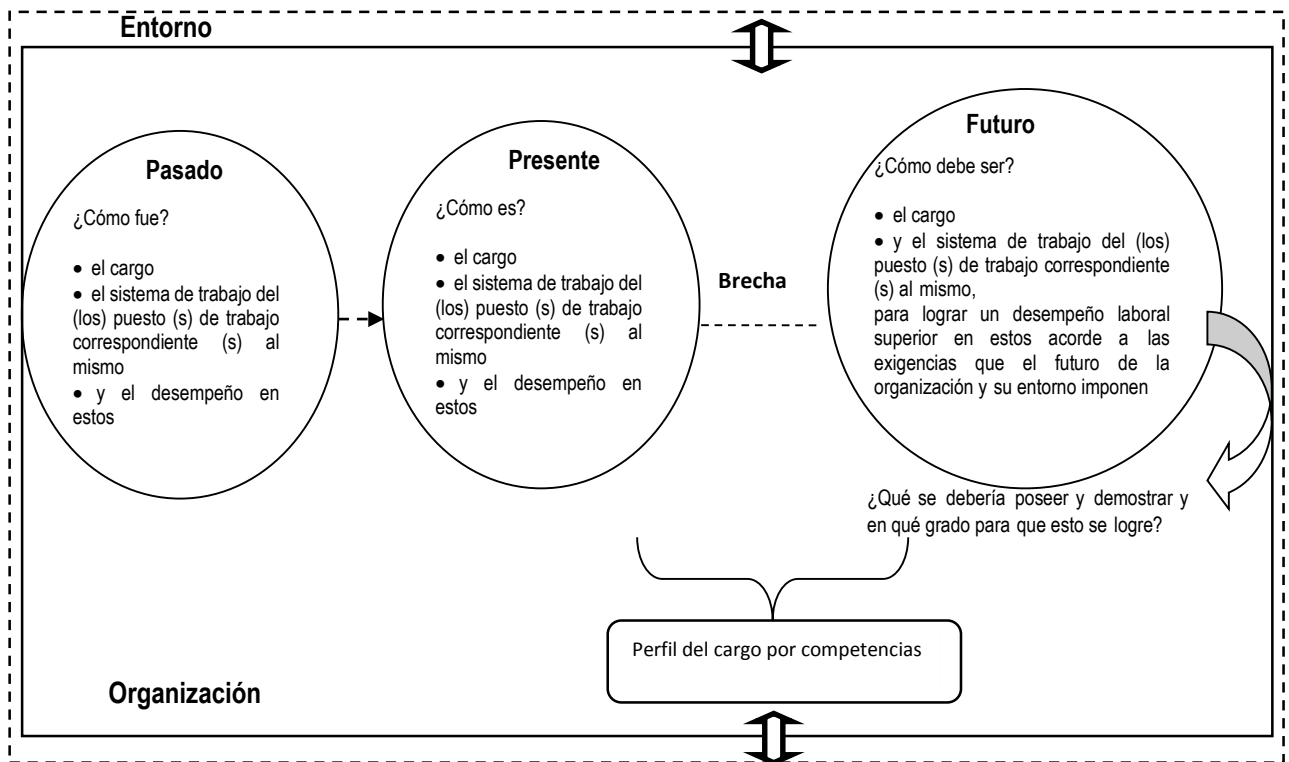 Entorno
Pasado
¿Cómo fue?
• el cargo
• el sistema de trabajo del
(los) puesto (s) de trabajo
correspondiente (s) al
mismo
• y el desempeño en
estos
Presente
¿Cómo es?
• el cargo
• el sistema de trabajo del
(los) puesto (s) de trabajo
correspondiente (s) al
mismo
• y el desempeño en
estos
Brecha
Futuro
¿Cómo debe ser?
• el cargo
• y el sistema de trabajo del (los)
puesto (s) de trabajo correspondiente
(s) al mismo,
para lograr un desempeño laboral
superior en estos acorde a las
exigencias que el futuro de la
organización y su entorno imponen
¿Qué se debería poseer y demostrar y
en qué grado para que esto se logre?
Perfil del cargo por competencias
Organización